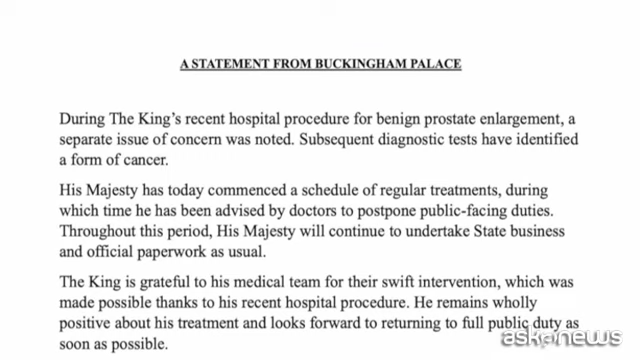 A STATEMENT FROM BUCKINGHAM PALACE
During The King's recent hospital procedure for benign prostate enlargement, a
separate issue of concern was noted. Subsequent diagnostic tests have identified
a form of cancer.
His Majesty has today commenced a schedule of regular treatments, during
which time he has been advised by doctors to postpone public-facing duties.
Throughout this period, His Majesty will continue to undertake State business
and official paperwork as usual.
The King is grateful to his medical team for their swift intervention, which was
made possible thanks to his recent hospital procedure. He remains wholly
positive about his treatment and looks forward to returning to full public duty as
soon as possible.
askanews